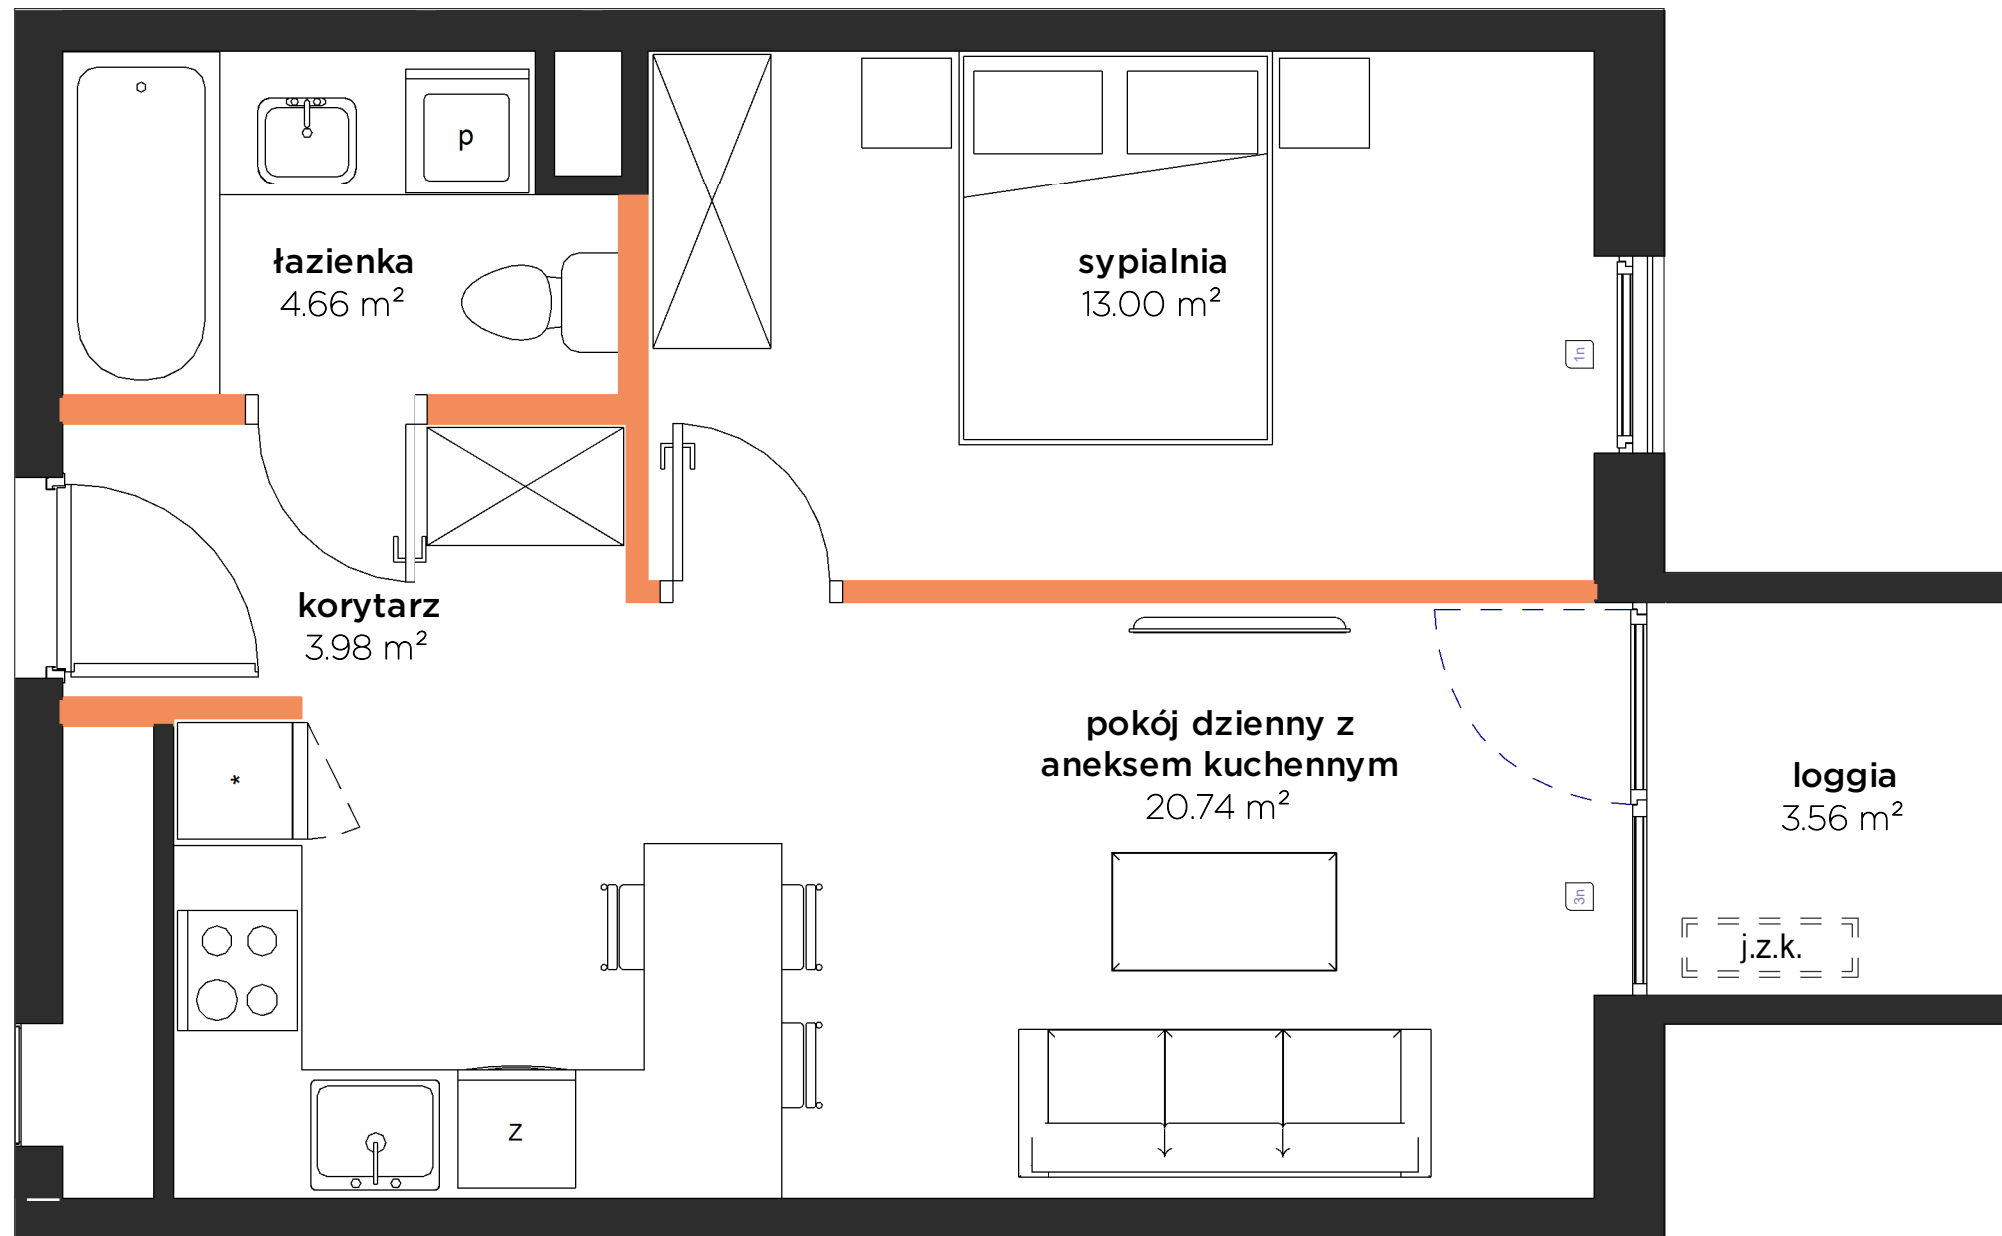 p
łazienka
4.66 m²
sypialnia
13.00 m²
1n
korytarz
3.98 m²
*
pokój dzienny z
aneksem kuchennym
20.74 m²
loggia
3.56 m²
3n
j.z.k.
z